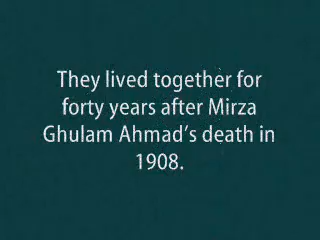 They lived together for
forty years after Mirza
Ghulam Ahmad's death in
1908.